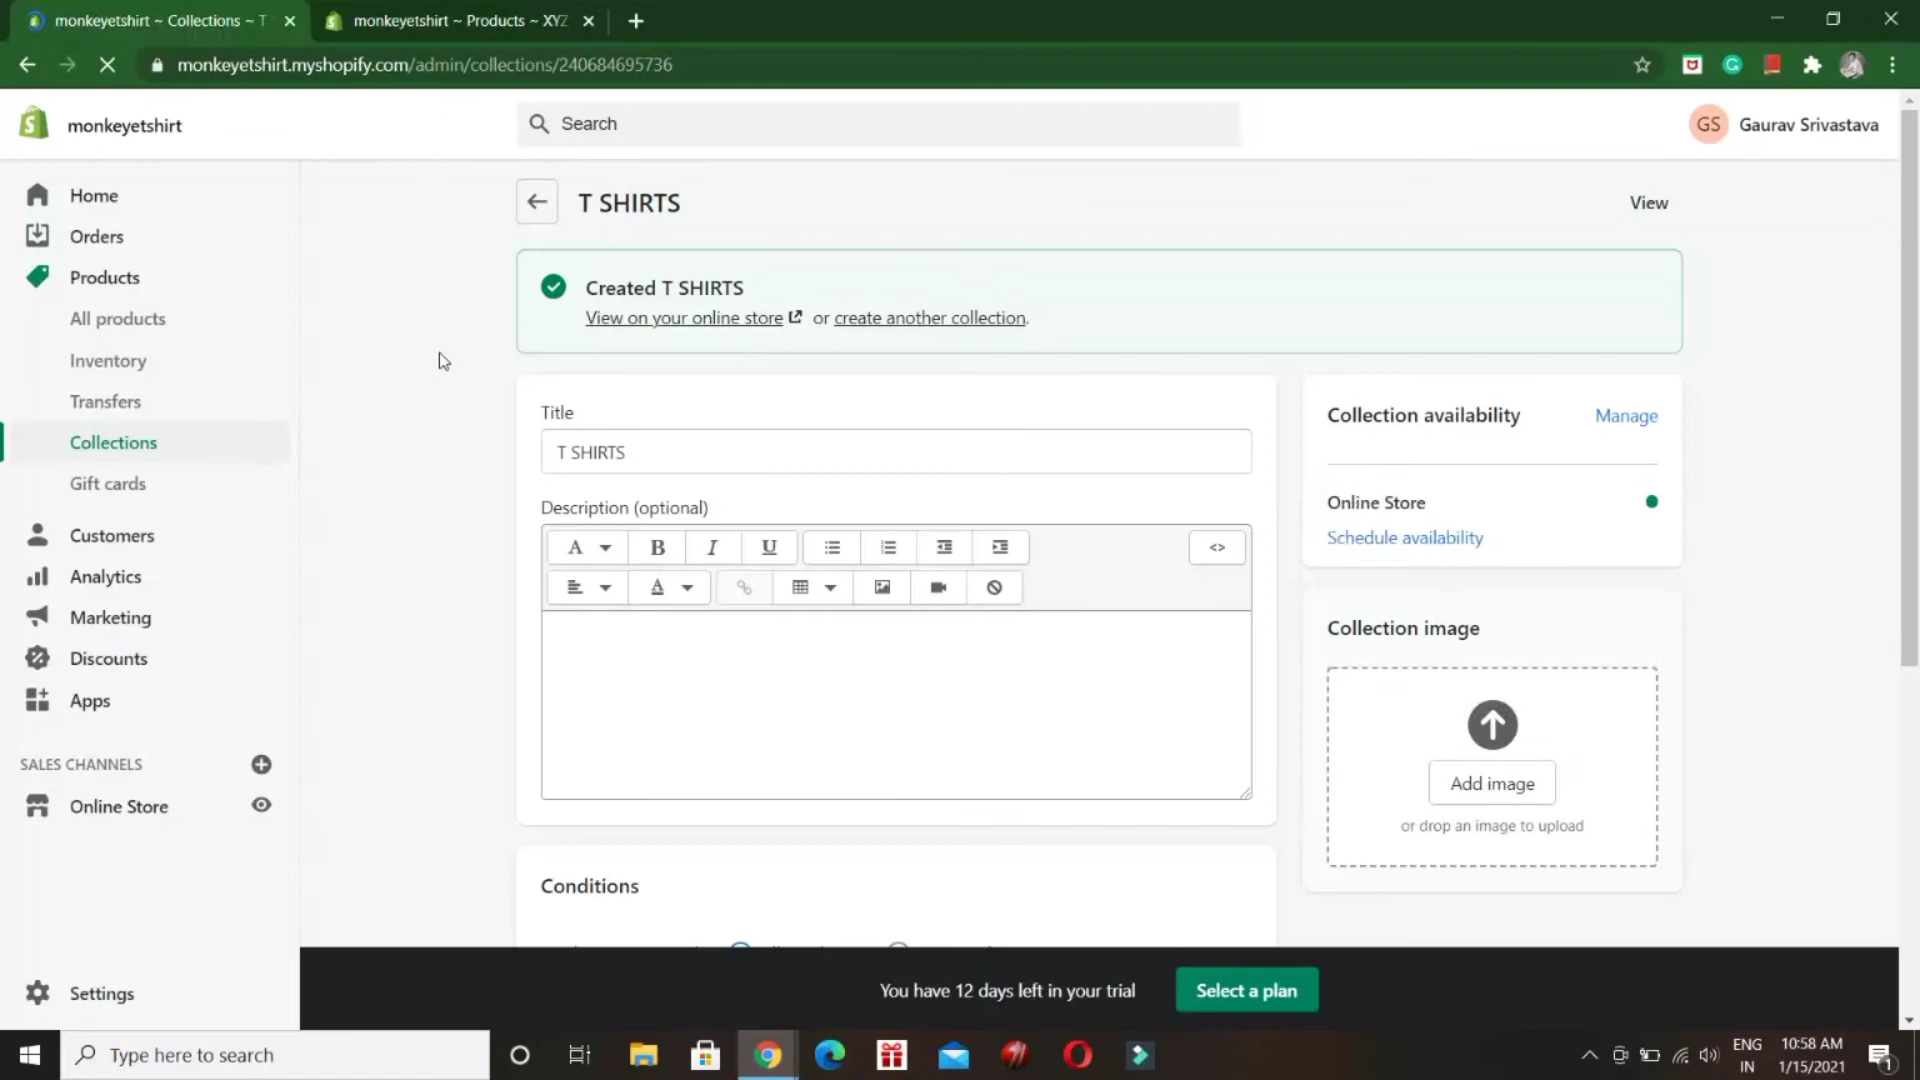 monkeyetshirt ~ Collections ~ T
monkeyetshirt ~ Products ~ XYZ
monkeyetshirt.myshopify.com/admin/collections/240684695736
monkeyetshirt
Search
GS
Gaurav Srivastava
Home
Orders
Products
All products
Inventory
Transfers
Collections
Gift cards
Customers
Analytics
Marketing
Discounts
Apps
SALES CHANNELS
Online Store
Settings
T SHIRTS
View
Created T SHIRTS
View on your online store or create another collection.
Title
T SHIRTS
Description (optional)
Conditions
Collection availability
Manage
Online Store
Schedule availability
Collection image
Add image
or drop an image to upload
You have 12 days left in your trial
Select a plan
Type here to search
ENG
IN
10:58 AM
1/15/2021
1